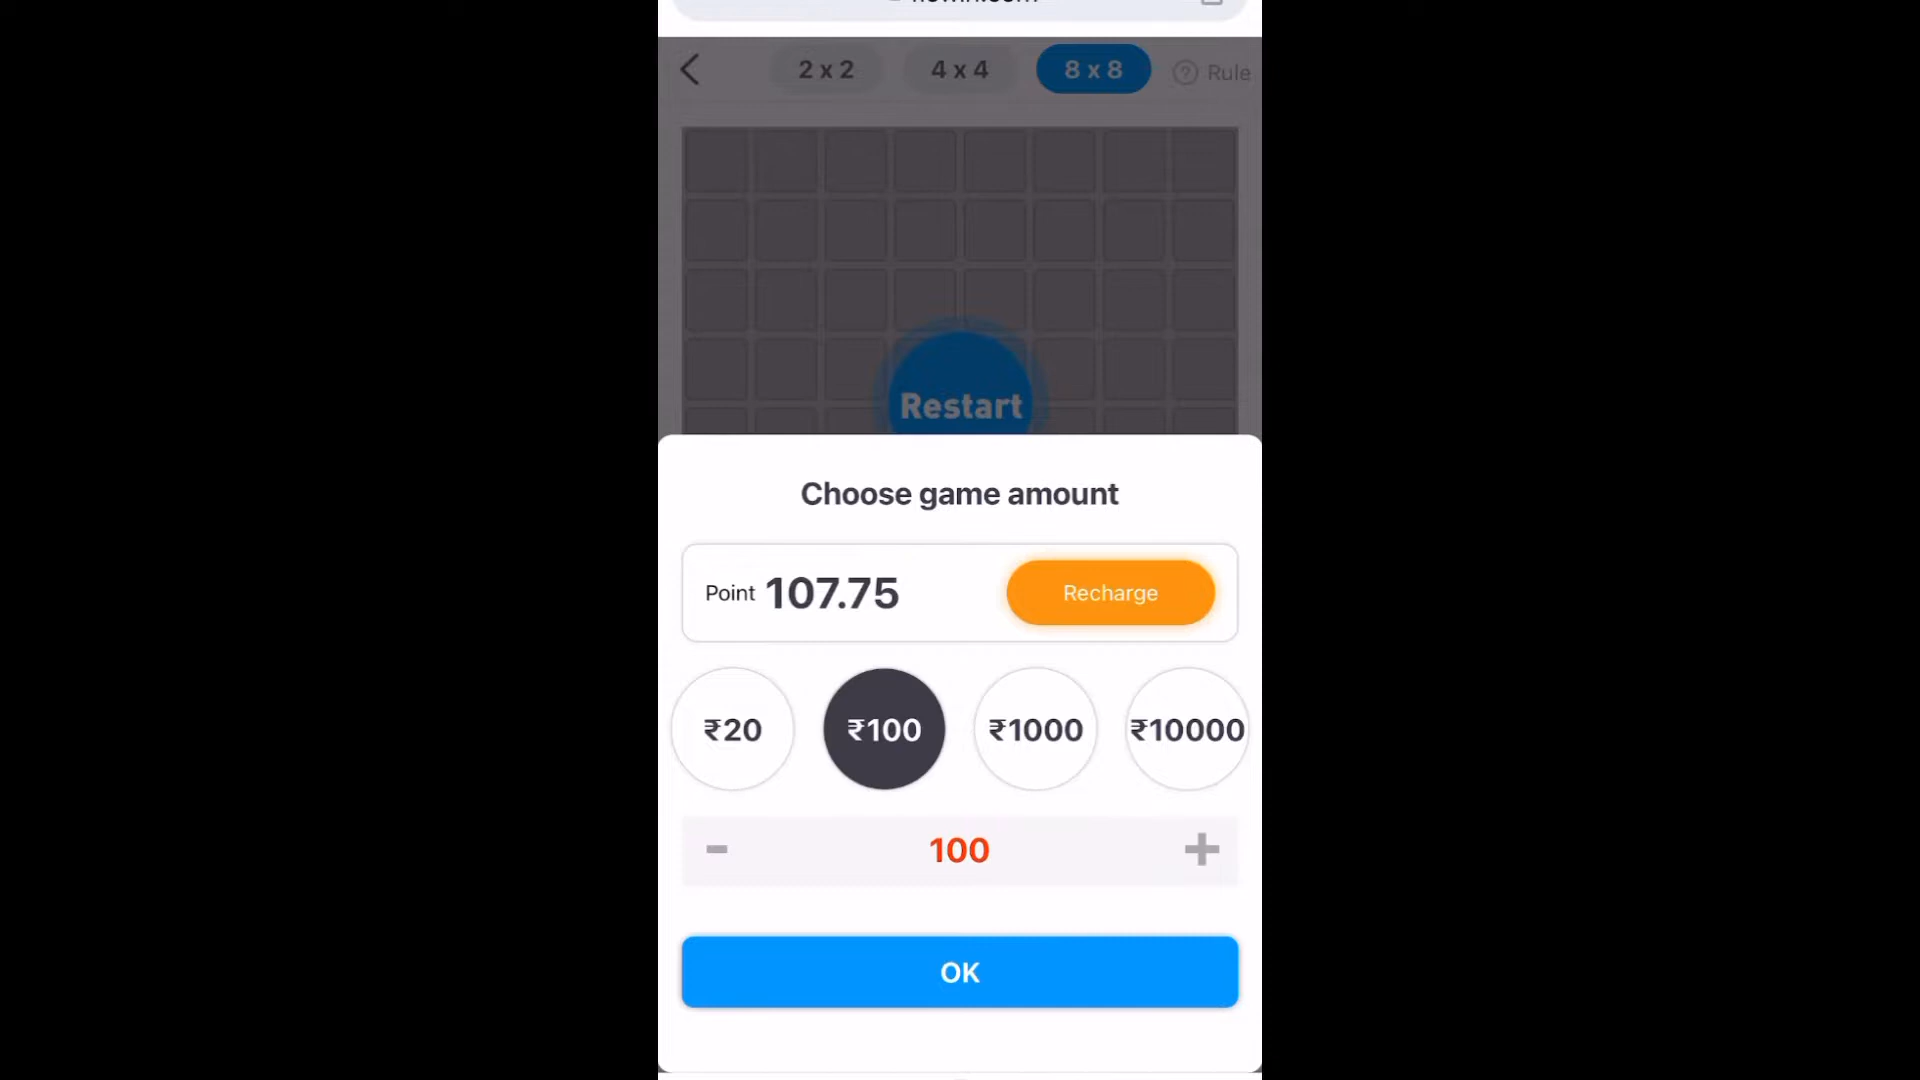 2 x 2
4 x 4
8 x 8
? Rule
Restart
Choose game amount
Point 107.75
Recharge
₹20
₹100
₹1000
₹10000
- 100 +
OK